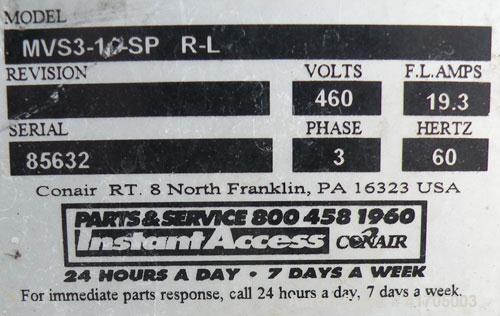 MODEL
MVS3-10-SP R-L
REVISION VOLTS F.L.AMPS
460 19.3
SERIAL PHASE HERTZ
85632 3 60
Conair RT. 8 North Franklin, PA 16323 USA
PARTS & SERVICE 800 458 1960
Instant Access CONAIR
24 HOURS A DAY • 7 DAYS A WEEK
For immediate parts response, call 24 hours a day, 7 days a week.